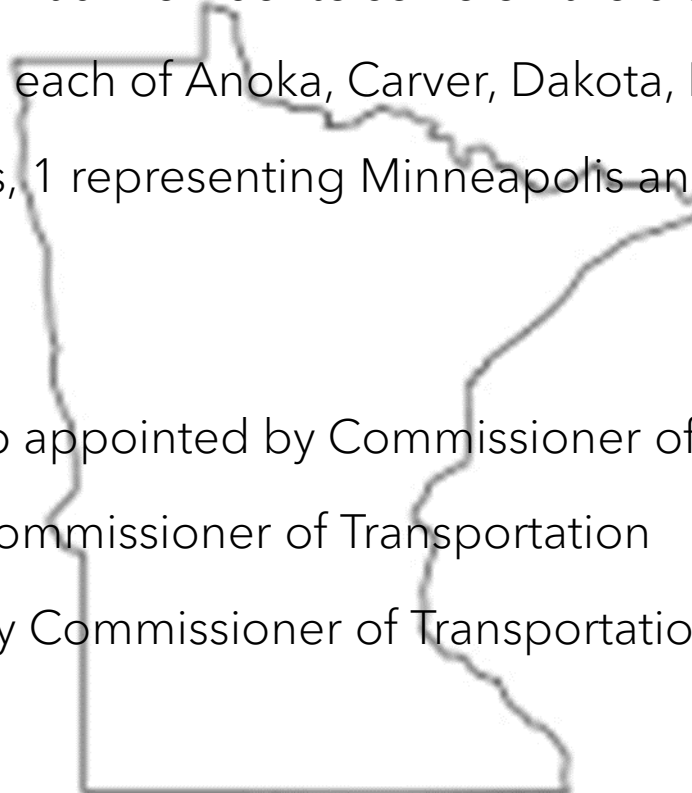 each of Anoka, Carver, Dakota,
, 1 representing Minneapolis an
appointed by Commissioner of
ommissioner of Transportation
y Commissioner of Transportatio